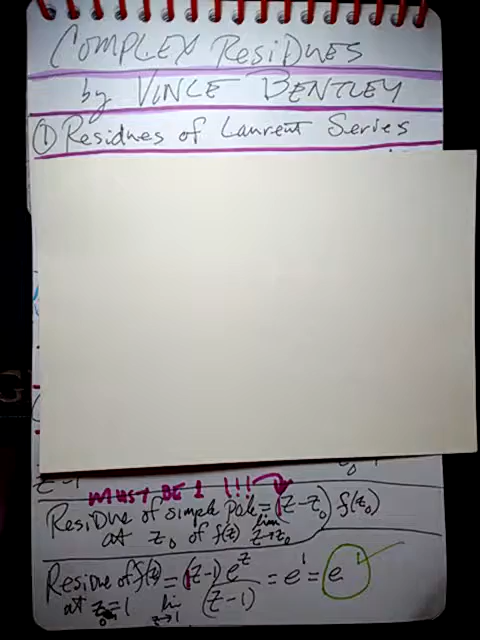 COMPLEX Residues
by VINCE BENTLEY
① Residues of Laurent Series
z-1
MUST BE 1 !!!
Residue of simple pole = (z-z₀) f(z₀)
at z₀ of f(z) lim z→z₀
Residue of f(z) = (z-1) e^z / (z-1) = e¹ = e
at z₀=1 lim z→1